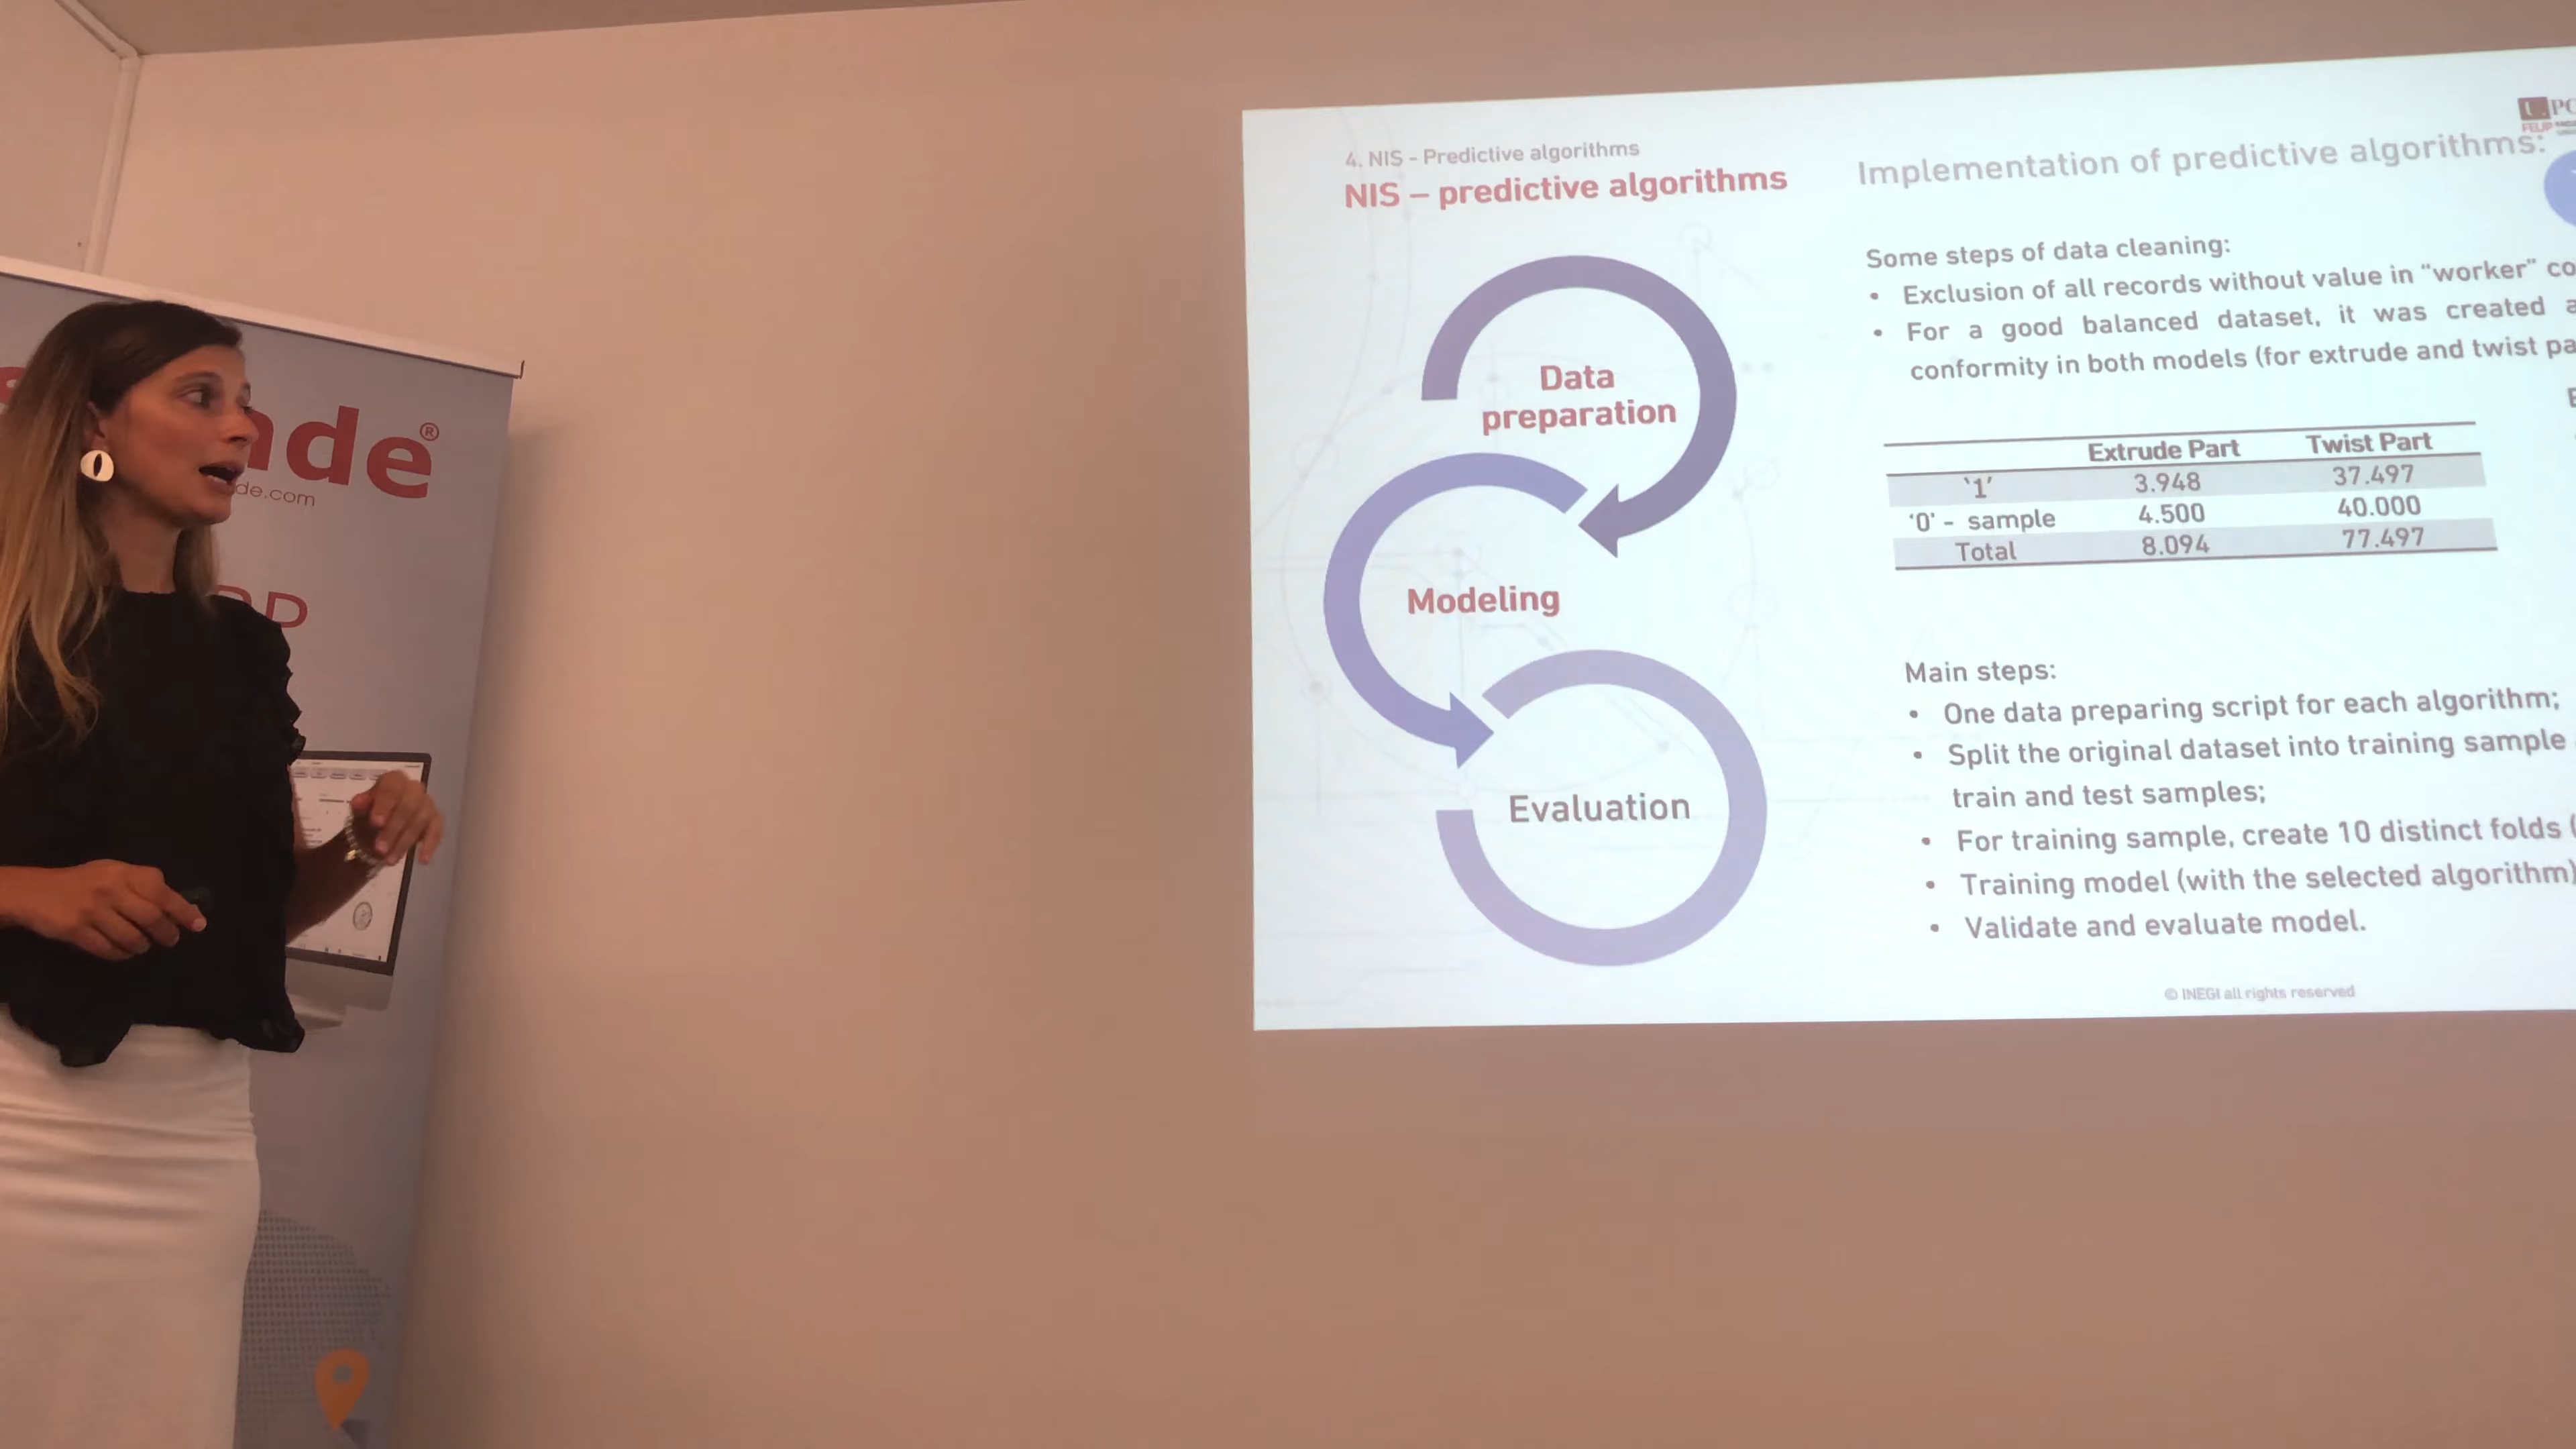 nde®
de.com
D
4. NIS - Predictive algorithms
NIS – predictive algorithms
Data
preparation
Modeling
Evaluation
Implementation of predictive algorithms:
Some steps of data cleaning:
• Exclusion of all records without value in “worker” co
• For a good balanced dataset, it was created a
conformity in both models (for extrude and twist pa
Extrude Part Twist Part
‘1’ 3.948 37.497
‘0’ - sample 4.500 40.000
Total 8.094 77.497
Main steps:
• One data preparing script for each algorithm;
• Split the original dataset into training sample
train and test samples;
• For training sample, create 10 distinct folds (
• Training model (with the selected algorithm)
• Validate and evaluate model.
© INEGI all rights reserved